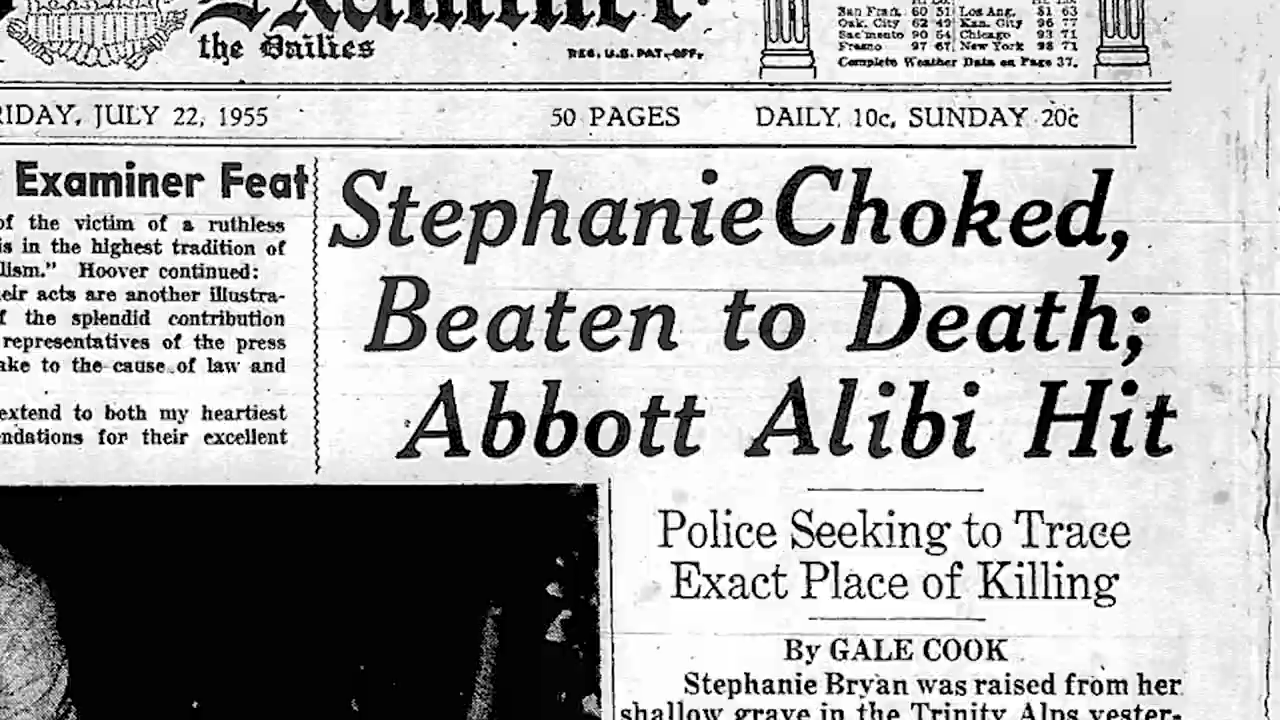 Examiner
the Dailies
REG. U.S. PAT. OFF.
San Fran. 60 51 Los Ang. 81 63
Oak. City 62 49 Kan. City 96 77
Sac'mento 90 54 Chicago 93 71
Fresno 97 67 New York 98 71
Complete Weather Data on Page 37.
RIDAY, JULY 22, 1955 50 PAGES DAILY 10c, SUNDAY 20c
Examiner Feat
of the victim of a ruthless
is in the highest tradition of
lism." Hoover continued:
eir acts are another illustra-
f the splendid contribution
representatives of the press
ake to the cause of law and
extend to both my heartiest
ndations for their excellent
Stephanie Choked,
Beaten to Death;
Abbott Alibi Hit
Police Seeking to Trace
Exact Place of Killing
By GALE COOK
Stephanie Bryan was raised from her
shallow grave in the Trinity Alps yester-